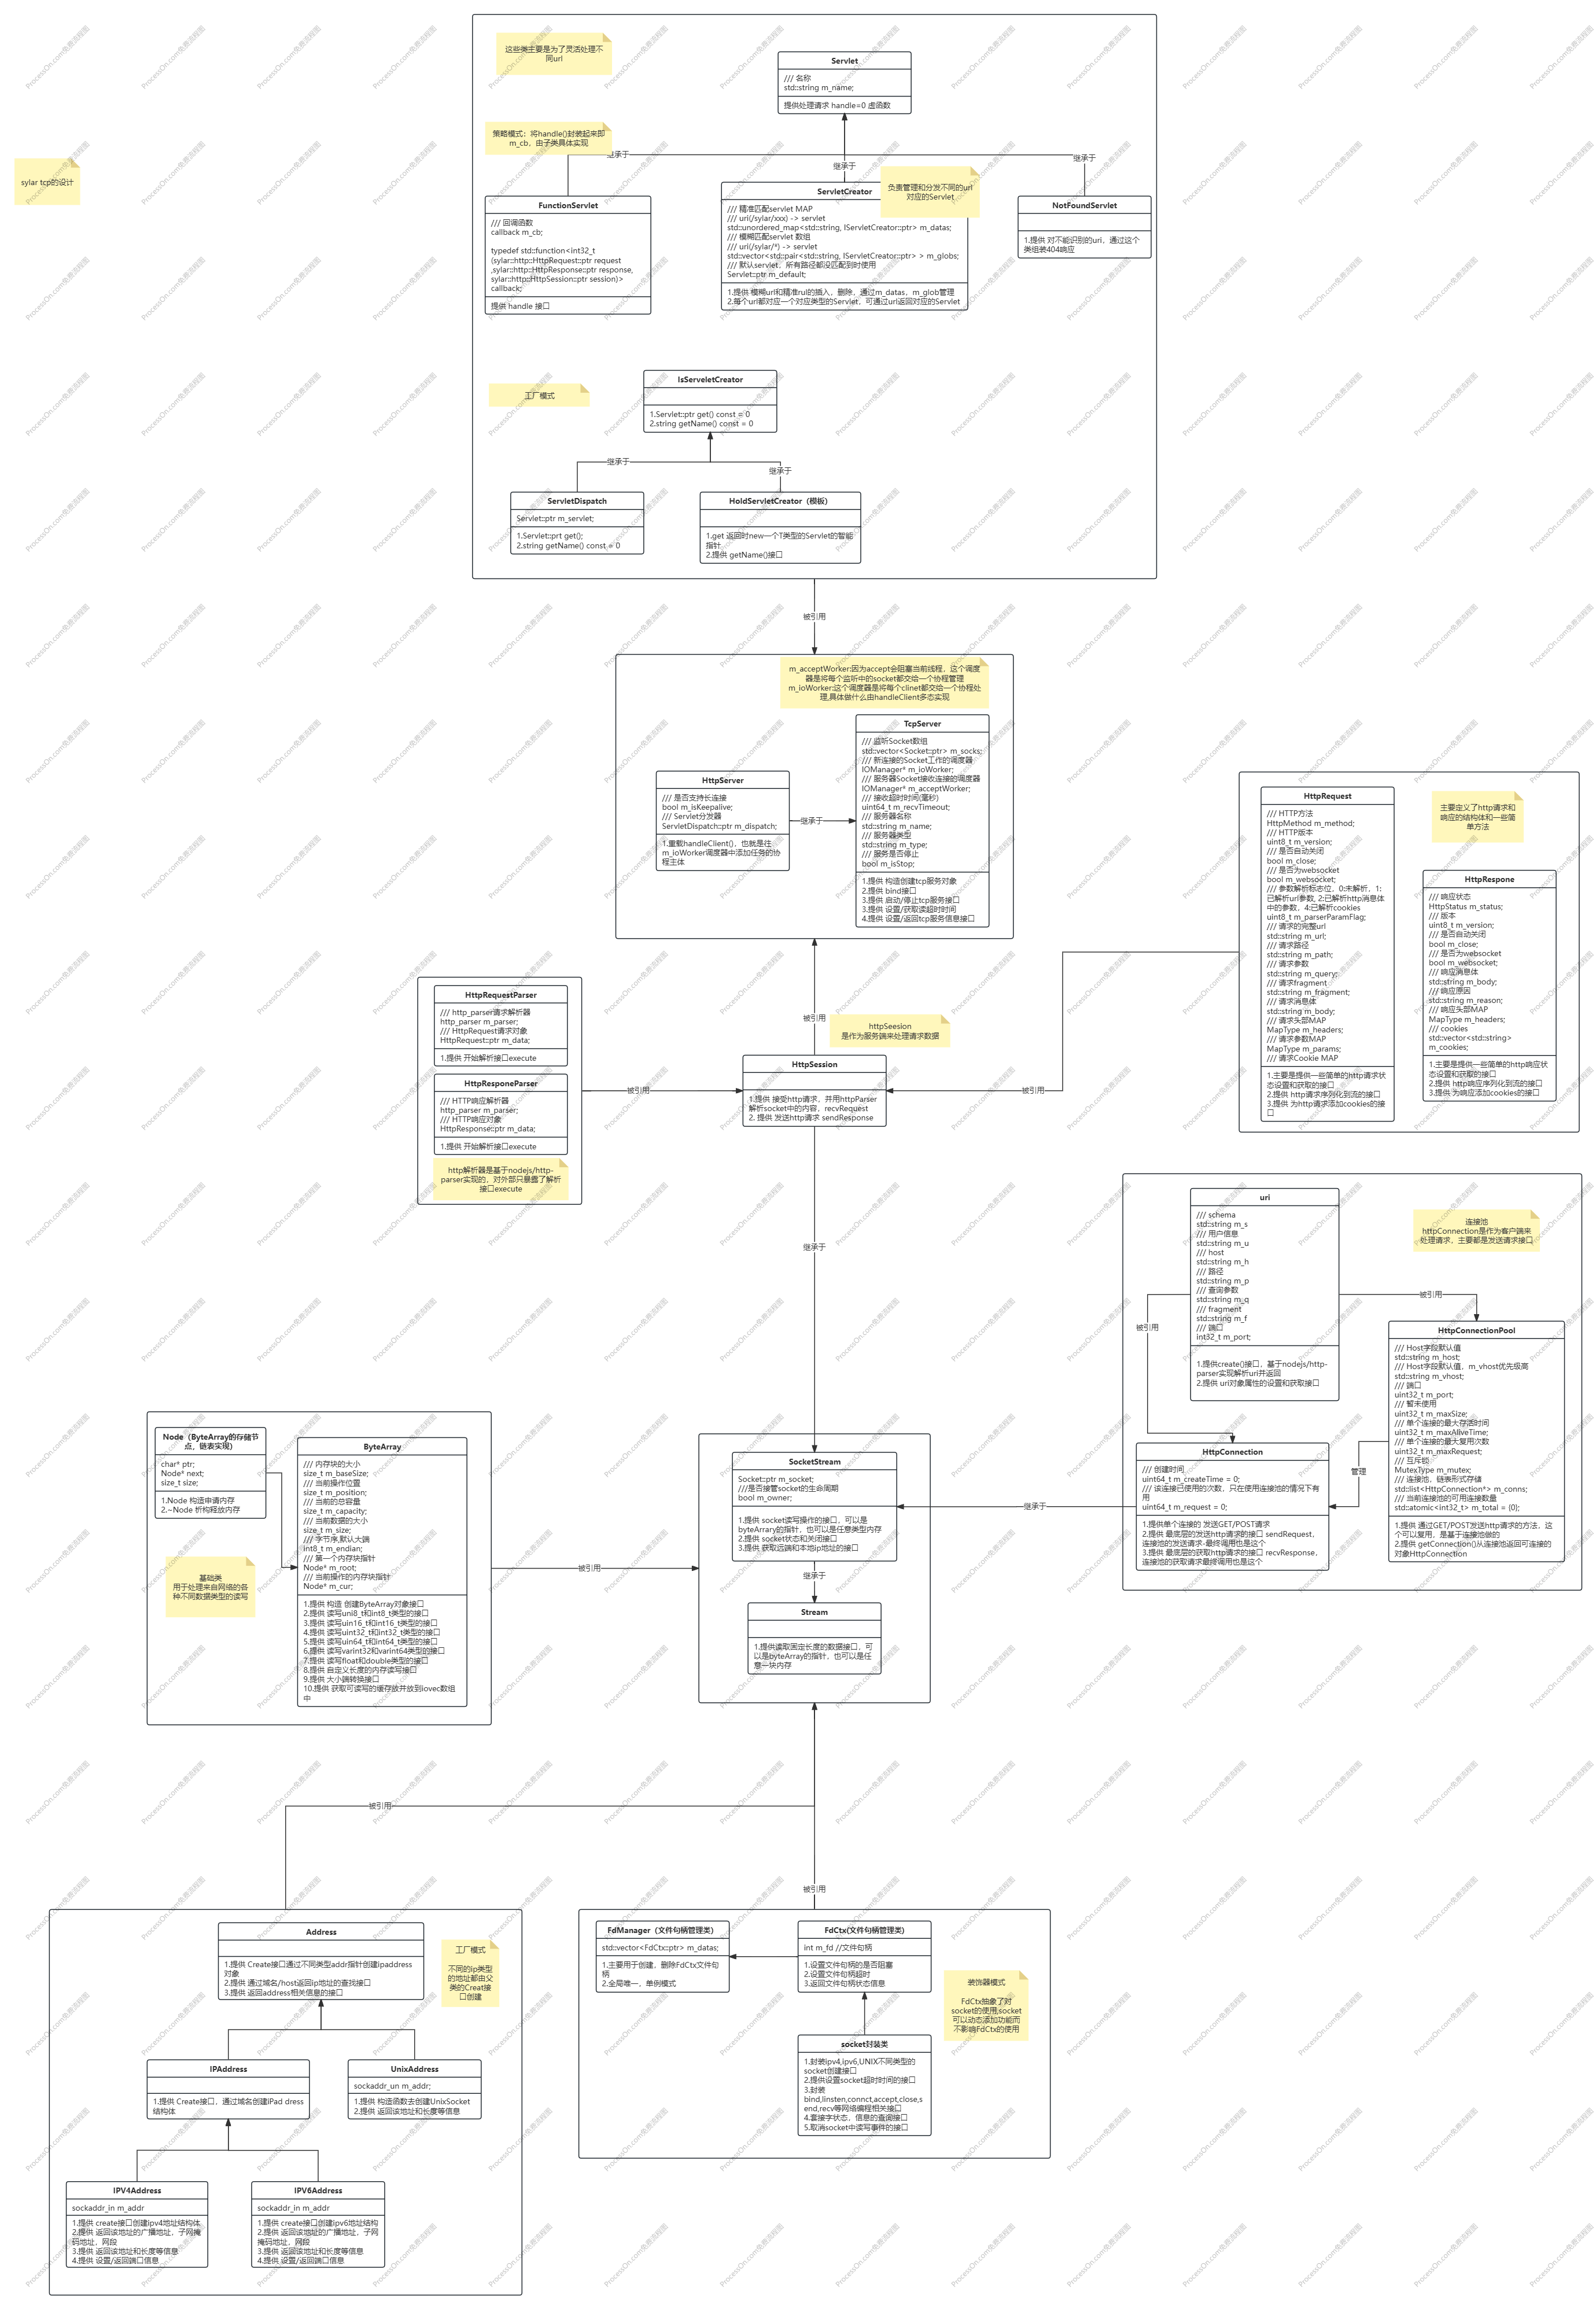 sylar tcp的设计
这些类主要是为了灵活处理不
同url
Servlet
/// 名称
std::string m_name;
提供处理请求 handle=0 虚函数
策略模式：将handle()封装起来即
m_cb，由子类具体实现
继承于
继承于
继承于
FunctionServlet
/// 回调函数
callback m_cb;
typedef std::function<int32_t
(sylar::http::HttpRequest::ptr request
,sylar::http::HttpResponse::ptr response,
sylar::http::HttpSession::ptr session)>
callback;
提供 handle 接口
ServletCreator
负责管理和分发不同的url
对应的Servlet
/// 精准匹配servlet MAP
/// uri(/sylar/xxx) -> servlet
std::unordered_map<std::string, IServletCreator::ptr> m_datas;
/// 模糊匹配servlet 数组
/// uri(/sylar/*) -> servlet
std::vector<std::pair<std::string, IServletCreator::ptr> > m_globs;
/// 默认servlet，所有路径都没匹配到时使用
Servlet::ptr m_default;
1.提供 模糊url和精准rul的插入，删除，通过m_datas，m_glob管理
2.每个url都对应一个对应类型的Servlet，可通过url返回对应的Servlet
NotFoundServlet
1.提供 对不能识别的uri，通过这个
类组装404响应
工厂模式
IsServeletCreator
1.Servlet::ptr get() const = 0
2.string getName() const = 0
继承于
继承于
ServletDispatch
Servlet::ptr m_servlet;
1.Servlet::prt get();
2.string getName() const = 0
HoldServletCreator（模板）
1.get 返回时new一个T类型的Servlet的智能
指针
2.提供 getName()接口
被引用
m_acceptWorker:因为accept会阻塞当前线程，这个调度
器是将每个监听中的socket都交给一个协程管理
m_ioWorker:这个调度器是将每个clinet都交给一个协程处
理,具体做什么由handleClient多态实现
HttpServer
/// 是否支持长连接
bool m_isKeepalive;
/// Servlet分发器
ServletDispatch::ptr m_dispatch;
1.重载handleClient()，也就是往
m_ioWorker调度器中添加任务的协
程主体
继承于
TcpServer
/// 监听Socket数组
std::vector<Socket::ptr> m_socks;
/// 新连接的Socket工作的调度器
IOManager* m_ioWorker;
/// 服务器Socket接收连接的调度器
IOManager* m_acceptWorker;
/// 接收超时时间(毫秒)
uint64_t m_recvTimeout;
/// 服务器名称
std::string m_name;
/// 服务器类型
std::string m_type;
/// 服务是否停止
bool m_isStop;
1.提供 构造创建tcp服务对象
2.提供 bind接口
3.提供 启动/停止tcp服务接口
3.提供 设置/获取读超时时间
4.提供 设置/返回tcp服务信息接口
HttpRequest
/// HTTP方法
HttpMethod m_method;
/// HTTP版本
uint8_t m_version;
/// 是否自动关闭
bool m_close;
/// 是否为websocket
bool m_websocket;
/// 参数解析标志位，0:未解析，1:
已解析url参数, 2:已解析http消息体
中的参数，4:已解析cookies
uint8_t m_parserParamFlag;
/// 请求的完整url
std::string m_url;
/// 请求路径
std::string m_path;
/// 请求参数
std::string m_query;
/// 请求fragment
std::string m_fragment;
/// 请求消息体
std::string m_body;
/// 请求头部MAP
MapType m_headers;
/// 请求参数MAP
MapType m_params;
/// 请求Cookie MAP
1.主要是提供一些简单的http请求状
态设置和获取的接口
2.提供 http请求序列化到流的接口
3.提供 为http请求添加cookies的接
口
主要定义了http请求和
响应的结构体和一些简
单方法
HttpRespone
/// 响应状态
HttpStatus m_status;
/// 版本
uint8_t m_version;
/// 是否自动关闭
bool m_close;
/// 是否为websocket
bool m_websocket;
/// 响应消息体
std::string m_body;
/// 响应原因
std::string m_reason;
/// 响应头部MAP
MapType m_headers;
/// cookies
std::vector<std::string>
m_cookies;
1.主要是提供一些简单的http响应状
态设置和获取的接口
2.提供 http响应序列化到流的接口
3.提供 为响应添加cookies的接口
HttpRequestParser
/// http_parser请求解析器
http_parser m_parser;
/// HttpRequest请求对象
HttpRequest::ptr m_data;
1.提供 开始解析接口execute
HttpResponeParser
/// HTTP响应解析器
http_parser m_parser;
/// HTTP响应对象
HttpResponse::ptr m_data;
1.提供 开始解析接口execute
http解析器是基于nodejs/http-
parser实现的，对外部只暴露了解析
接口execute
被引用
被引用
httpSeesion
是作为服务端来处理请求数据
HttpSession
1.提供 接受http请求，并用httpParser
解析socket中的内容，recvRequest
2. 提供 发送http请求 sendResponse
被引用
继承于
uri
/// schema
std::string m_s
/// 用户信息
std::string m_u
/// host
std::string m_h
/// 路径
std::string m_p
/// 查询参数
std::string m_q
/// fragment
std::string m_f
/// 端口
int32_t m_port;
1.提供create()接口，基于nodejs/http-
parser实现解析uri并返回
2.提供 uri对象属性的设置和获取接口
连接池
httpConnection是作为客户端来
处理请求，主要都是发送请求接口
被引用
被引用
HttpConnectionPool
/// Host字段默认值
std::string m_host;
/// Host字段默认值，m_vhost优先级高
std::string m_vhost;
/// 端口
uint32_t m_port;
/// 暂未使用
uint32_t m_maxSize;
/// 单个连接的最大存活时间
uint32_t m_maxAliveTime;
/// 单个连接的最大复用次数
uint32_t m_maxRequest;
/// 互斥锁
MutexType m_mutex;
/// 连接池，链表形式存储
std::list<HttpConnection*> m_conns;
/// 当前连接池的可用连接数量
std::atomic<int32_t> m_total = {0};
1.提供 通过GET/POST发送http请求的方法，这
个可以复用，是基于连接池做的
2.提供 getConnection()从连接池返回可连接的
对象HttpConnection
管理
HttpConnection
/// 创建时间
uint64_t m_createTime = 0;
/// 该连接已使用的次数，只在使用连接池的情况下有
用
uint64_t m_request = 0;
1.提供单个连接的 发送GET/POST请求
2.提供 最底层的发送http请求的接口 sendRequest，
连接池的发送请求-最终调用也是这个
3.提供 最底层的获取http请求的接口 recvResponse，
连接池的获取请求最终调用也是这个
继承于
Node（ByteArray的存储节
点，链表实现）
char* ptr;
Node* next;
size_t size;
1.Node 构造申请内存
2.~Node 析构释放内存
基础类
用于处理来自网络的各
种不同数据类型的读写
ByteArray
/// 内存块的大小
size_t m_baseSize;
/// 当前操作位置
size_t m_position;
/// 当前的总容量
size_t m_capacity;
/// 当前数据的大小
size_t m_size;
/// 字节序,默认大端
int8_t m_endian;
/// 第一个内存块指针
Node* m_root;
/// 当前操作的内存块指针
Node* m_cur;
1.提供 构造 创建ByteArray对象接口
2.提供 读写uni8_t和int8_t类型的接口
3.提供 读写uin16_t和int16_t类型的接口
4.提供 读写uint32_t和int32_t类型的接口
5.提供 读写uin64_t和int64_t类型的接口
6.提供 读写varint32和varint64类型的接口
7.提供 读写float和double类型的接口
8.提供 自定义长度的内存读写接口
9.提供 大小端转换接口
10.提供 获取可读写的缓存放并放到iovec数组
中
被引用
SocketStream
Socket::ptr m_socket;
///是否接管socket的生命周期
bool m_owner;
1.提供 socket读写操作的接口，可以是
byteArrary的指针，也可以是任意类型内存
2.提供 socket状态和关闭接口
3.提供 获取远端和本地ip地址的接口
继承于
Stream
1.提供读取固定长度的数据接口，可
以是byteArray的指针，也可以是任
意一块内存
被引用
被引用
Address
1.提供 Create接口通过不同类型addr指针创建ipaddress
对象
2.提供 通过域名/host返回ip地址的查找接口
3.提供 返回address相关信息的接口
工厂模式
不同的ip类型
的地址都由父
类的Creat接
口创建
IPAddress
1.提供 Create接口，通过域名创建iPad dress
结构体
UnixAddress
sockaddr_un m_addr;
1.提供 构造函数去创建UnixSocket
2.提供 返回该地址和长度等信息
IPV4Address
sockaddr_in m_addr
1.提供 create接口创建ipv4地址结构体
2.提供 返回该地址的广播地址，子网掩
码地址，网段
3.提供 返回该地址和长度等信息
4.提供 设置/返回端口信息
IPV6Address
sockaddr_in m_addr
1.提供 create接口创建ipv6地址结构
2.提供 返回该地址的广播地址，子网
掩码地址，网段
3.提供 返回该地址和长度等信息
4.提供 设置/返回端口信息
FdManager（文件句柄管理类）
std::vector<FdCtx::ptr> m_datas;
1.主要用于创建，删除FdCtx文件句
柄
2.全局唯一，单例模式
FdCtx(文件句柄管理类)
int m_fd //文件句柄
1.设置文件句柄的是否阻塞
2.设置文件句柄超时
3.返回文件句柄状态信息
装饰器模式
FdCtx抽象了对
socket的使用,socket
可以动态添加功能而
不影响FdCtx的使用
socket封装类
1.封装ipv4,ipv6,UNIX不同类型的
socket创建接口
2.提供设置socket超时时间的接口
3.封装
bind,linsten,connct,accept,close,s
end,recv等网络编程相关接口
4.套接字状态，信息的查询接口
5.取消socket中读写事件的接口